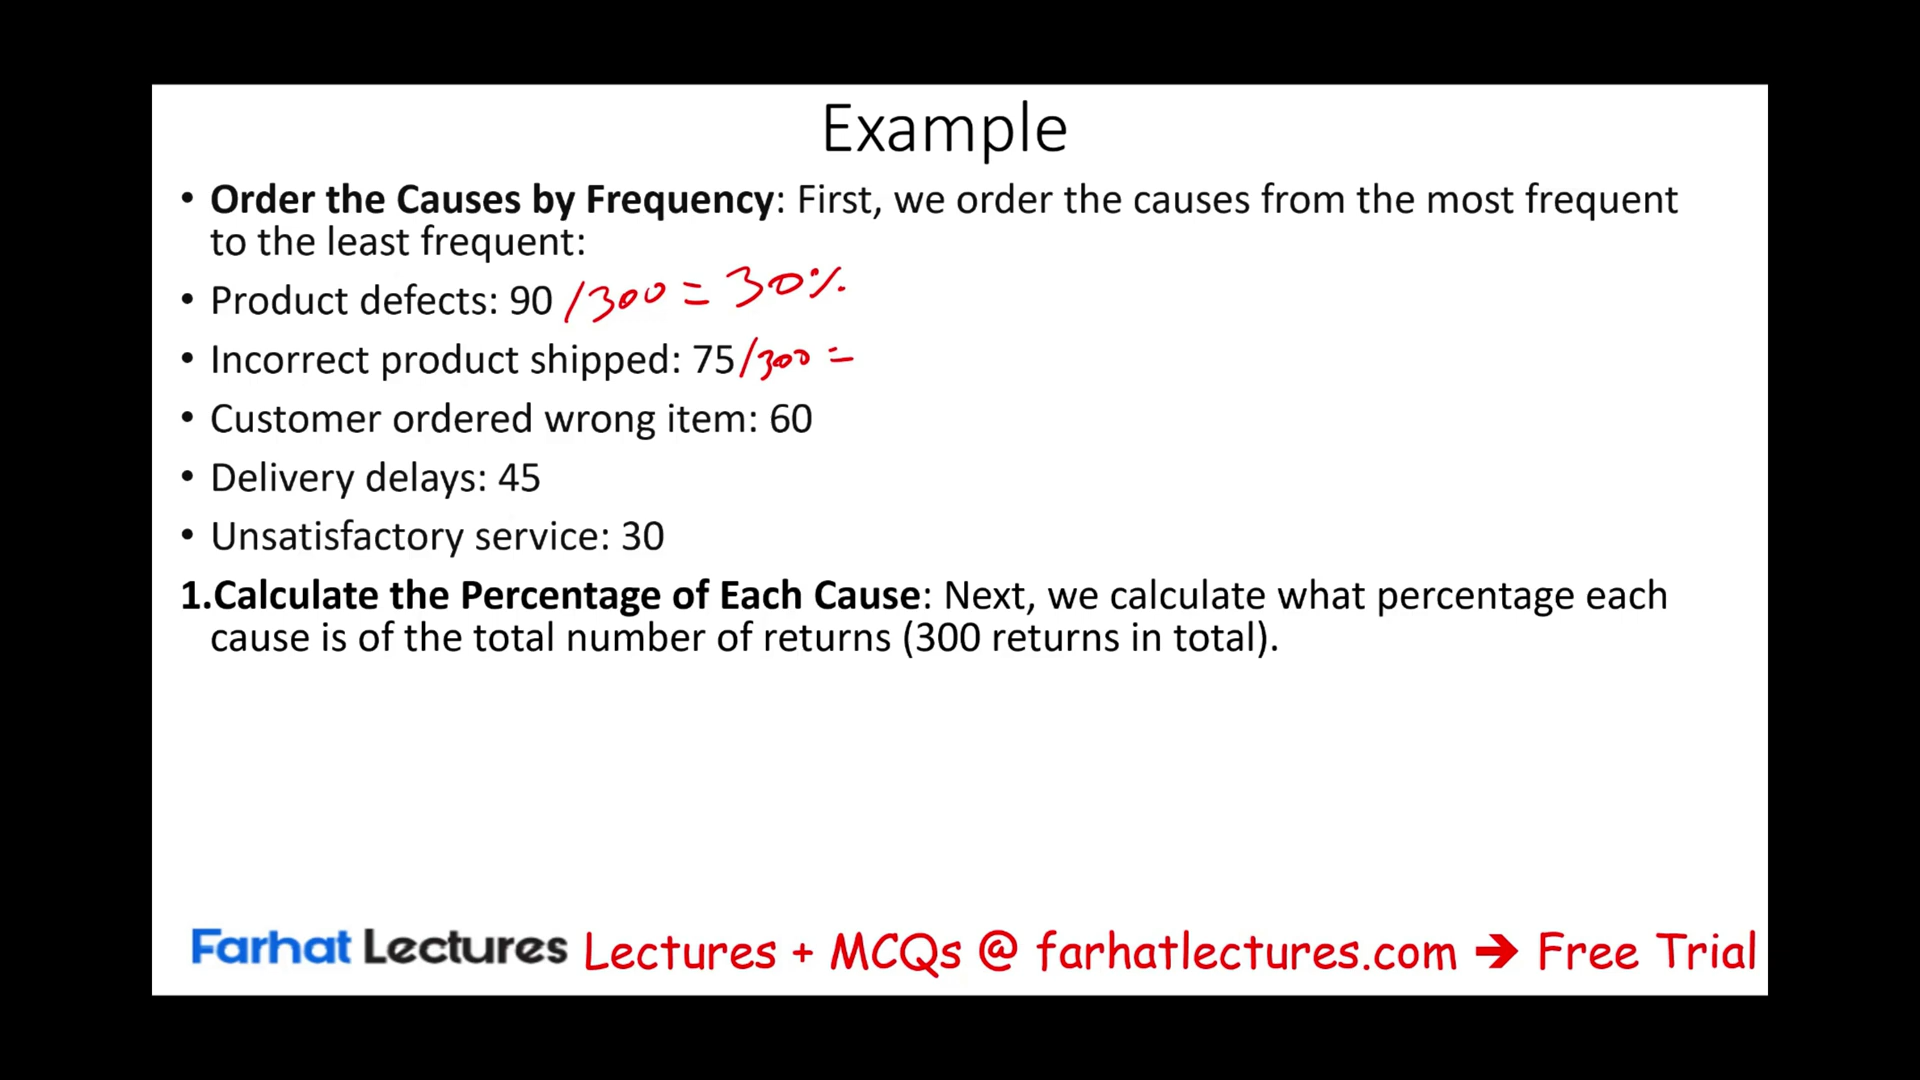 Example
• Order the Causes by Frequency: First, we order the causes from the most frequent
to the least frequent:
• Product defects: 90 /300 = 30%
• Incorrect product shipped: 75/300 =
• Customer ordered wrong item: 60
• Delivery delays: 45
• Unsatisfactory service: 30
1.Calculate the Percentage of Each Cause: Next, we calculate what percentage each
cause is of the total number of returns (300 returns in total).
Farhat Lectures Lectures + MCQs @ farhatlectures.com ➔ Free Trial